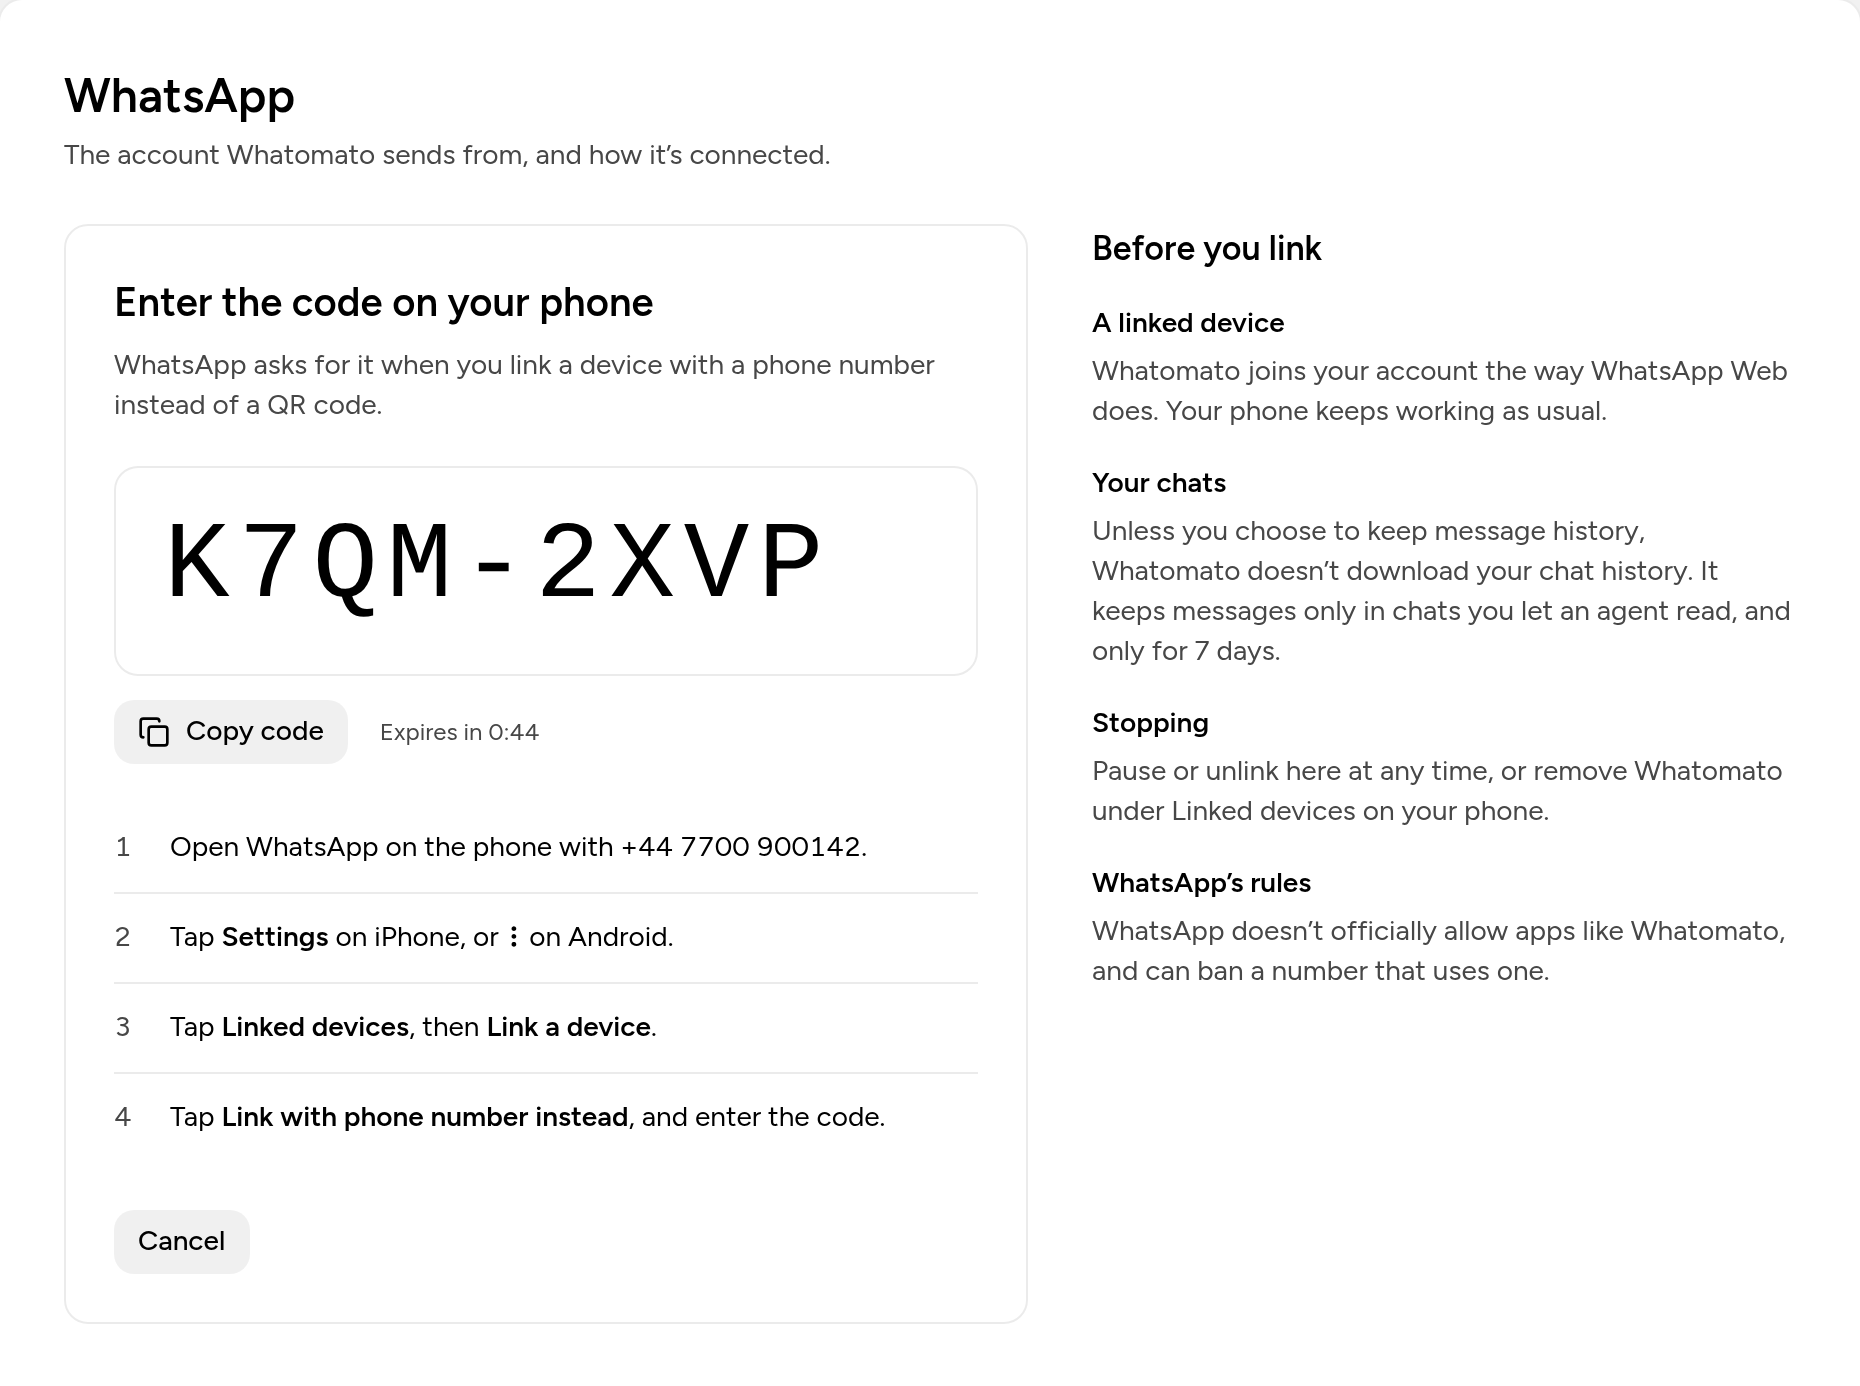 WhatsApp
The account Whatomato sends from, and how it’s connected.
Enter the code on your phone
WhatsApp asks for it when you link a device with a phone number
instead of a QR code.
K7QM-2XVP
Copy code
Expires in 0:44
1 Open WhatsApp on the phone with +44 7700 900142.
2 Tap Settings on iPhone, or ⋮ on Android.
3 Tap Linked devices, then Link a device.
4 Tap Link with phone number instead, and enter the code.
Cancel
Before you link
A linked device
Whatomato joins your account the way WhatsApp Web
does. Your phone keeps working as usual.
Your chats
Unless you choose to keep message history,
Whatomato doesn’t download your chat history. It
keeps messages only in chats you let an agent read, and
only for 7 days.
Stopping
Pause or unlink here at any time, or remove Whatomato
under Linked devices on your phone.
WhatsApp’s rules
WhatsApp doesn’t officially allow apps like Whatomato,
and can ban a number that uses one.